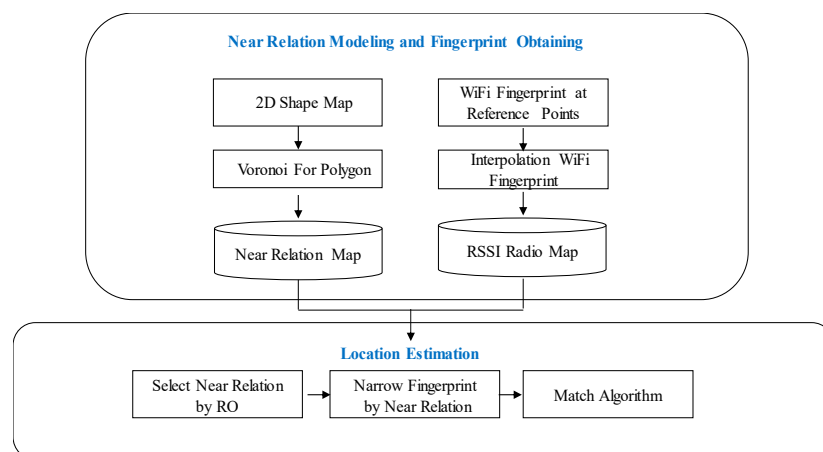 Near Relation Modeling and Fingerprint Obtaining
2D Shape Map
WiFi Fingerprint at
Reference Points
Voronoi For Polygon
Interpolation WiFi
Fingerprint
Near Relation Map
RSSI Radio Map
Location Estimation
Select Near Relation
by RO
Narrow Fingerprint
by Near Relation
Match Algorithm